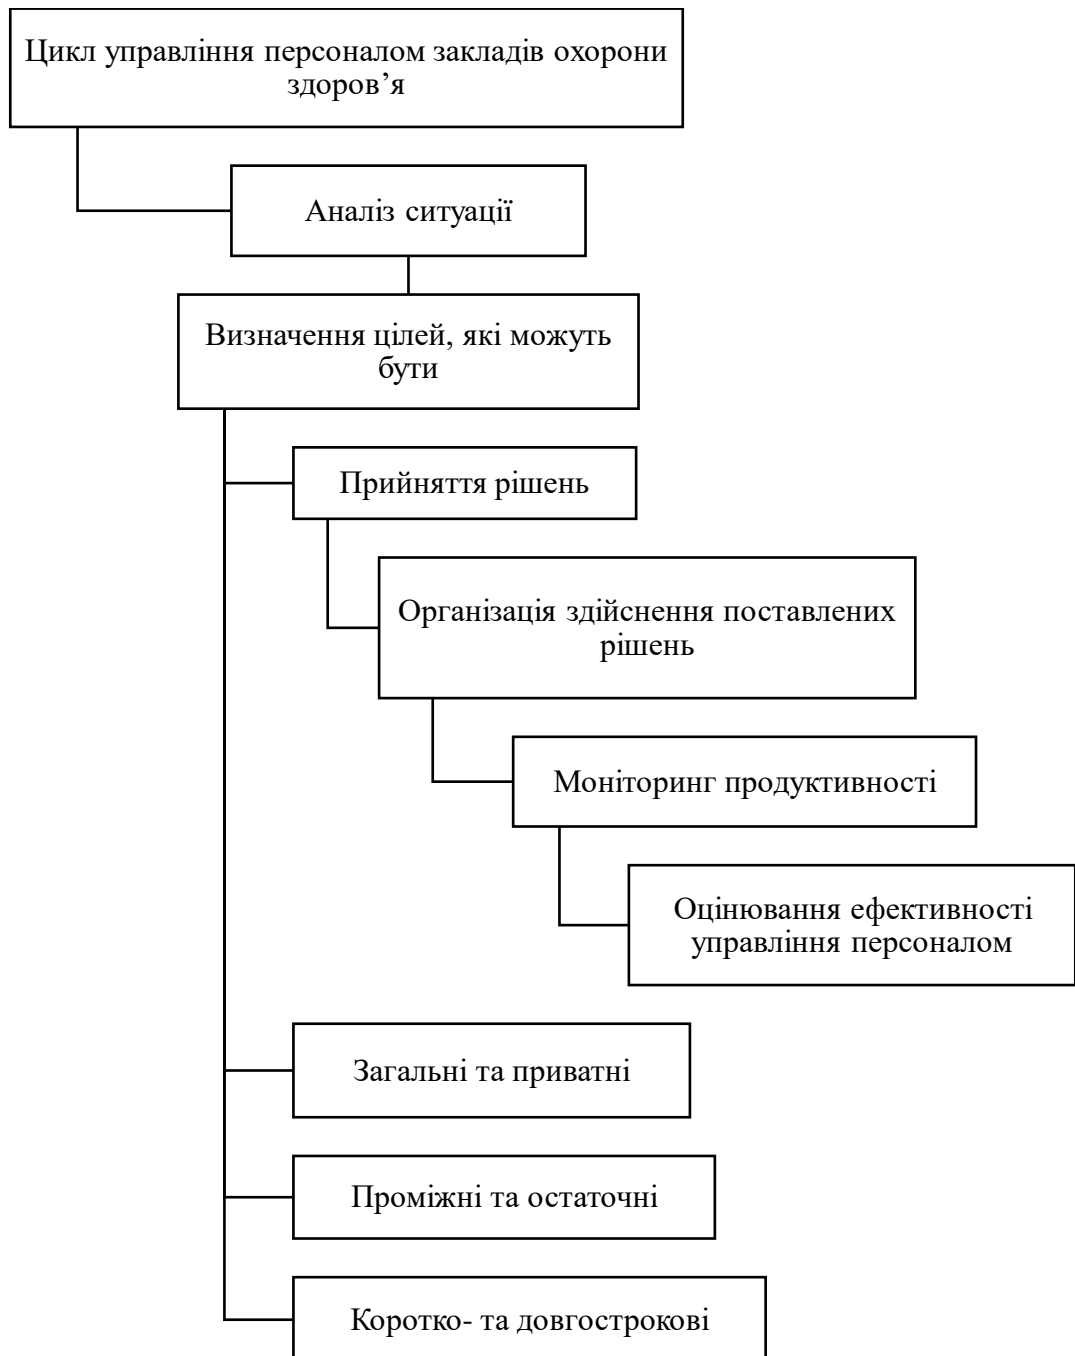 Цикл управління персоналом закладів охорони
здоров’я
Аналіз ситуації
Визначення цілей, які можуть
бути
Прийняття рішень
Організація здійснення поставлених
рішень
Моніторинг продуктивності
Оцінювання ефективності
управління персоналом
Загальні та приватні
Проміжні та остаточні
Коротко- та довгострокові